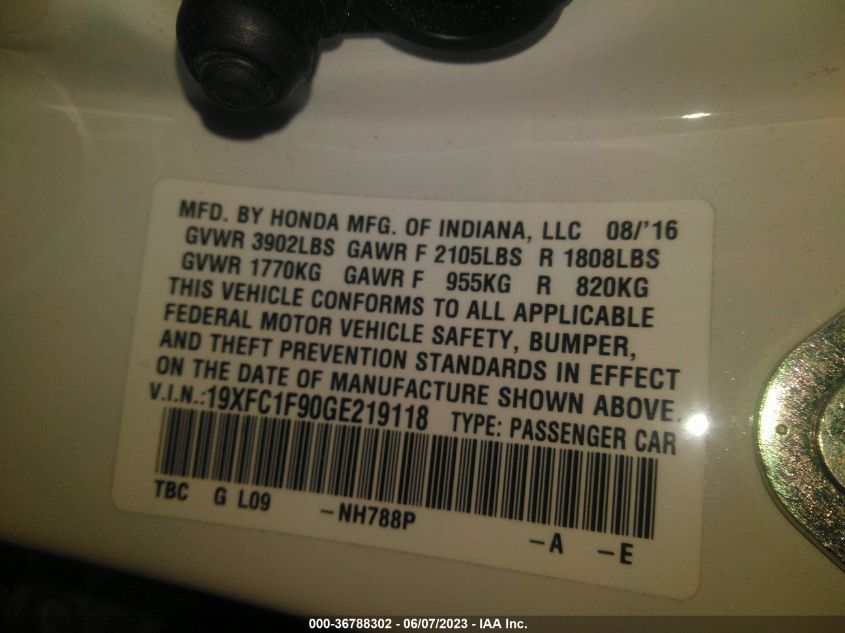 MFD. BY HONDA MFG. OF INDIANA, LLC 08/'16
GVWR 3902LBS GAWR F 2105LBS R 1808LBS
GVWR 1770KG GAWR F 955KG R 820KG
THIS VEHICLE CONFORMS TO ALL APPLICABLE
FEDERAL MOTOR VEHICLE SAFETY, BUMPER,
AND THEFT PREVENTION STANDARDS IN EFFECT
ON THE DATE OF MANUFACTURE SHOWN ABOVE.
V.I.N.:19XFC1F90GE219118 TYPE: PASSENGER CAR
TBC G L09 -NH788P -A -E
000-36788302 - 06/07/2023 - IAA Inc.